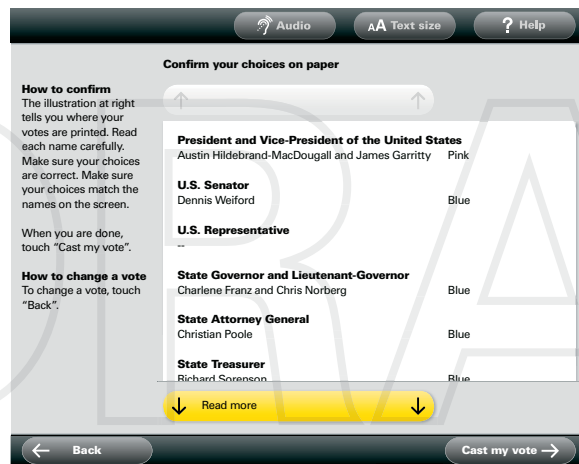 Audio
AA Text size
? Help
Confirm your choices on paper
How to confirm
The illustration at right
tells you where your
votes are printed. Read
each name carefully.
Make sure your choices
are correct. Make sure
your choices match the
names on the screen.
When you are done,
touch “Cast my vote”.
How to change a vote
To change a vote, touch
“Back”.
President and Vice-President of the United States
Austin Hildebrand-MacDougall and James Garritty Pink
U.S. Senator
Dennis Weiford Blue
U.S. Representative
--
State Governor and Lieutenant-Governor
Charlene Franz and Chris Norberg Blue
State Attorney General
Christian Poole Blue
State Treasurer
Richard Sorenson Blue
Read more
Back
Cast my vote